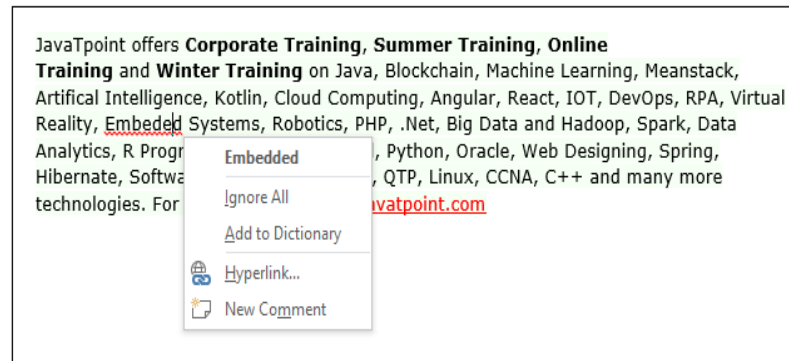 JavaTpoint offers Corporate Training, Summer Training, Online
Training and Winter Training on Java, Blockchain, Machine Learning, Meanstack,
Artifical Intelligence, Kotlin, Cloud Computing, Angular, React, IOT, DevOps, RPA, Virtual
Reality, Embeded Systems, Robotics, PHP, .Net, Big Data and Hadoop, Spark, Data
Analytics, R Progr , Python, Oracle, Web Designing, Spring,
Hibernate, Softwa , QTP, Linux, CCNA, C++ and many more
technologies. For vatpoint.com
Embedded
Ignore All
Add to Dictionary
Hyperlink...
New Comment